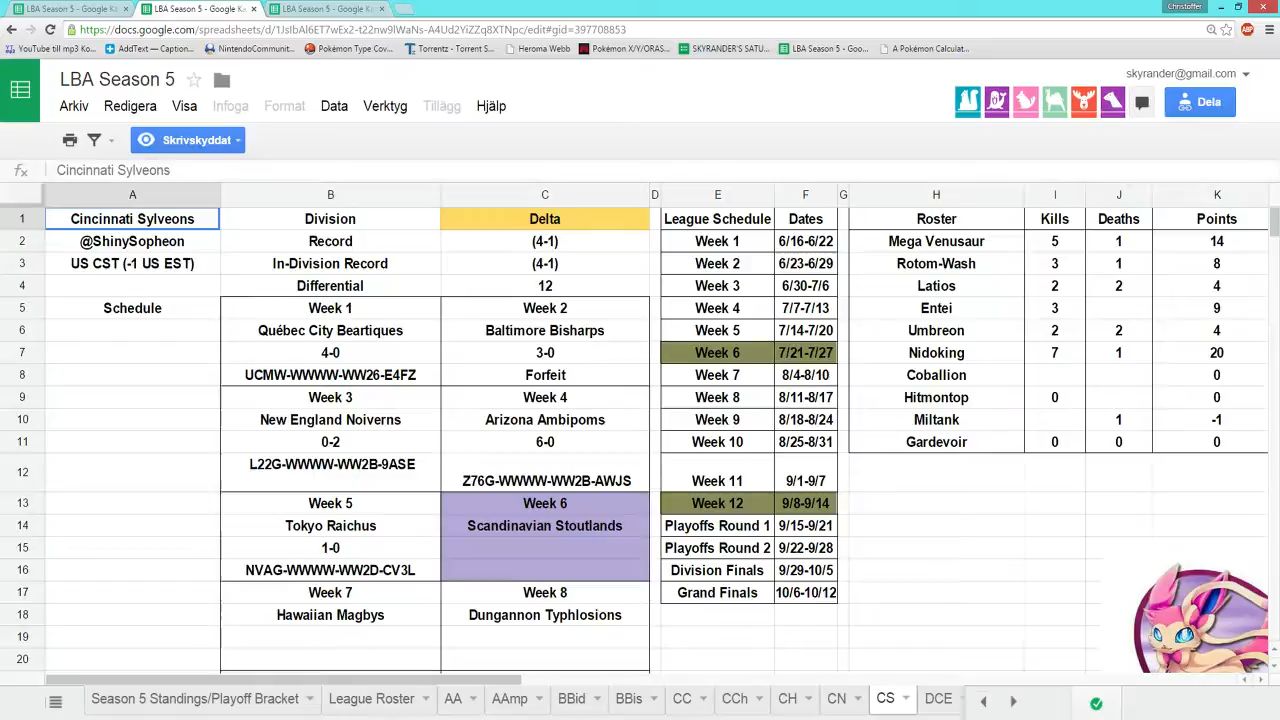 LBA Season 5 - Google Ka
LBA Season 5 - Google Ka
LBA Season 5 - Google Ka
Christoffer
https://docs.google.com/spreadsheets/d/1JsIbAl6ET7wEx2-t22nw9lWaNs-A4Ud2YiZZq8XTNpc/edit#gid=397708853
YouTube till mp3 Ko...
AddText — Caption...
NintendoCommuniti...
Pokémon Type Cov...
Torrentz - Torrent S...
Heroma Webb
Pokémon X/Y/ORAS...
SKYRANDER'S SATU...
LBA Season 5 - Goo...
A Pokémon Calculat...
LBA Season 5
skyrander@gmail.com
Arkiv Redigera Visa Infoga Format Data Verktyg Tillägg Hjälp
Dela
Skrivskyddat
fx Cincinnati Sylveons
A B C D E F G H I J K
1 Cincinnati Sylveons Division Delta League Schedule Dates Roster Kills Deaths Points
2 @ShinySopheon Record (4-1) Week 1 6/16-6/22 Mega Venusaur 5 1 14
3 US CST (-1 US EST) In-Division Record (4-1) Week 2 6/23-6/29 Rotom-Wash 3 1 8
4 Differential 12 Week 3 6/30-7/6 Latios 2 2 4
5 Schedule Week 1 Week 2 Week 4 7/7-7/13 Entei 3 9
6 Québec City Beartiques Baltimore Bisharps Week 5 7/14-7/20 Umbreon 2 2 4
7 4-0 3-0 Week 6 7/21-7/27 Nidoking 7 1 20
8 UCMW-WWWW-WW26-E4FZ Forfeit Week 7 8/4-8/10 Coballion 0
9 Week 3 Week 4 Week 8 8/11-8/17 Hitmontop 0 0
10 New England Noiverns Arizona Ambipoms Week 9 8/18-8/24 Miltank 1 -1
11 0-2 6-0 Week 10 8/25-8/31 Gardevoir 0 0 0
12 L22G-WWWW-WW2B-9ASE Z76G-WWWW-WW2B-AWJS Week 11 9/1-9/7
13 Week 5 Week 6 Week 12 9/8-9/14
14 Tokyo Raichus Scandinavian Stoutlands Playoffs Round 1 9/15-9/21
15 1-0 Playoffs Round 2 9/22-9/28
16 NVAG-WWWW-WW2D-CV3L Division Finals 9/29-10/5
17 Week 7 Week 8 Grand Finals 10/6-10/12
18 Hawaiian Magbys Dungannon Typhlosions
19
20
Season 5 Standings/Playoff Bracket League Roster AA AAmp BBid BBis CC CCh CH CN CS DCE